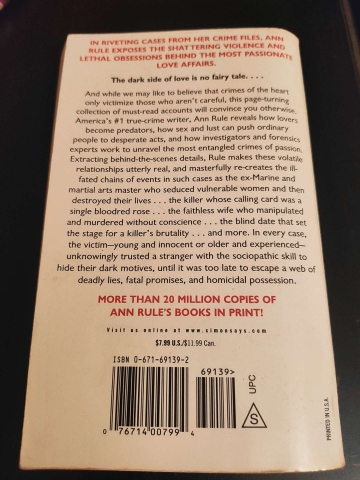 IN RIVETING CASES FROM HER CRIME FILES, ANN
RULE EXPOSES THE SHATTERING VIOLENCE AND
LETHAL OBSESSIONS BEHIND THE MOST PASSIONATE
LOVE AFFAIRS.
The dark side of love is no fairy tale. . . .
And while we may like to believe that crimes of the heart
only victimize those who aren't careful, this page-turning
collection of must-read accounts will convince you otherwise.
America's #1 true-crime writer, Ann Rule reveals how lovers
become predators, how sex and lust can push ordinary
people to desperate acts, and how investigators and forensics
experts work to unravel the most entangled crimes of passion.
Extracting behind-the-scenes details, Rule makes these volatile
relationships utterly real, and masterfully re-creates the ill-
fated chains of events in such cases as the ex-Marine and
martial arts master who seduced vulnerable women and then
destroyed their lives . . . the killer whose calling card was a
single bloodred rose . . . the faithless wife who manipulated
and murdered without conscience . . . the blind date that set
the stage for a killer's brutality . . . and more. In every case,
the victim—young and innocent or older and experienced—
unknowingly trusted a stranger with the sociopathic skill to
hide their dark motives, until it was too late to escape a web of
deadly lies, fatal promises, and homicidal possession.
MORE THAN 20 MILLION COPIES OF
ANN RULE'S BOOKS IN PRINT!
Visit us online at www.simonsays.com
$7.99 U.S./$11.99 Can.
ISBN 0-671-69139-2
69139>
UPC
S
0 76714 00799 4
PRINTED IN U.S.A.